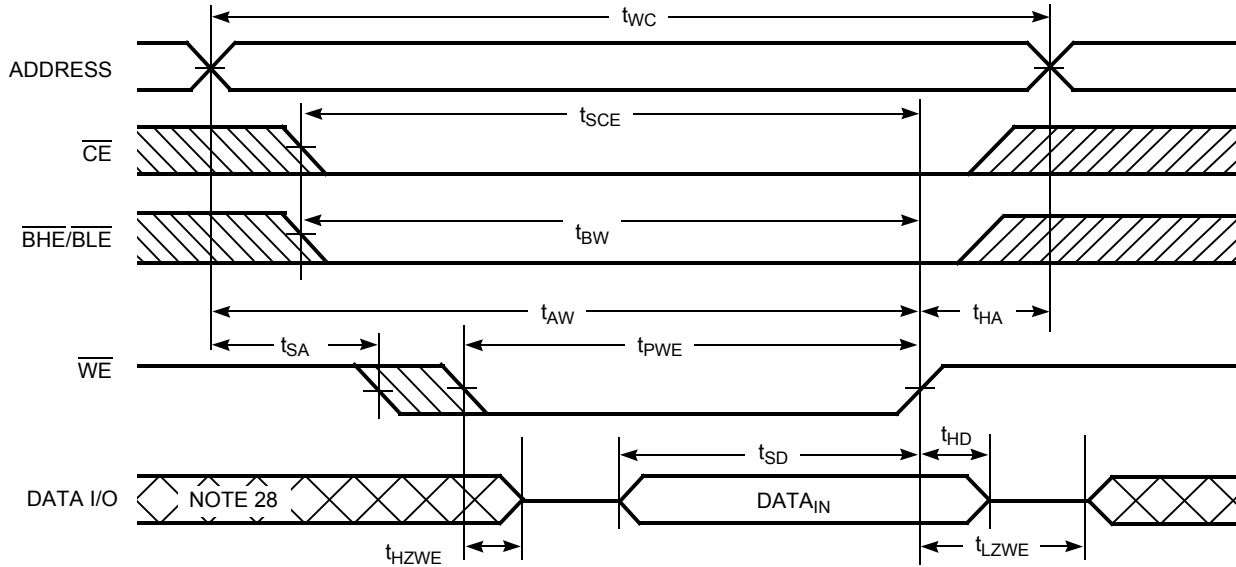 tWC
ADDRESS
tSCE
CE
BHE/BLE
tBW
tAW
tHA
tSA
tPWE
WE
tHD
tSD
DATA I/O
NOTE 28
DATAIN
tHZWE
tLZWE